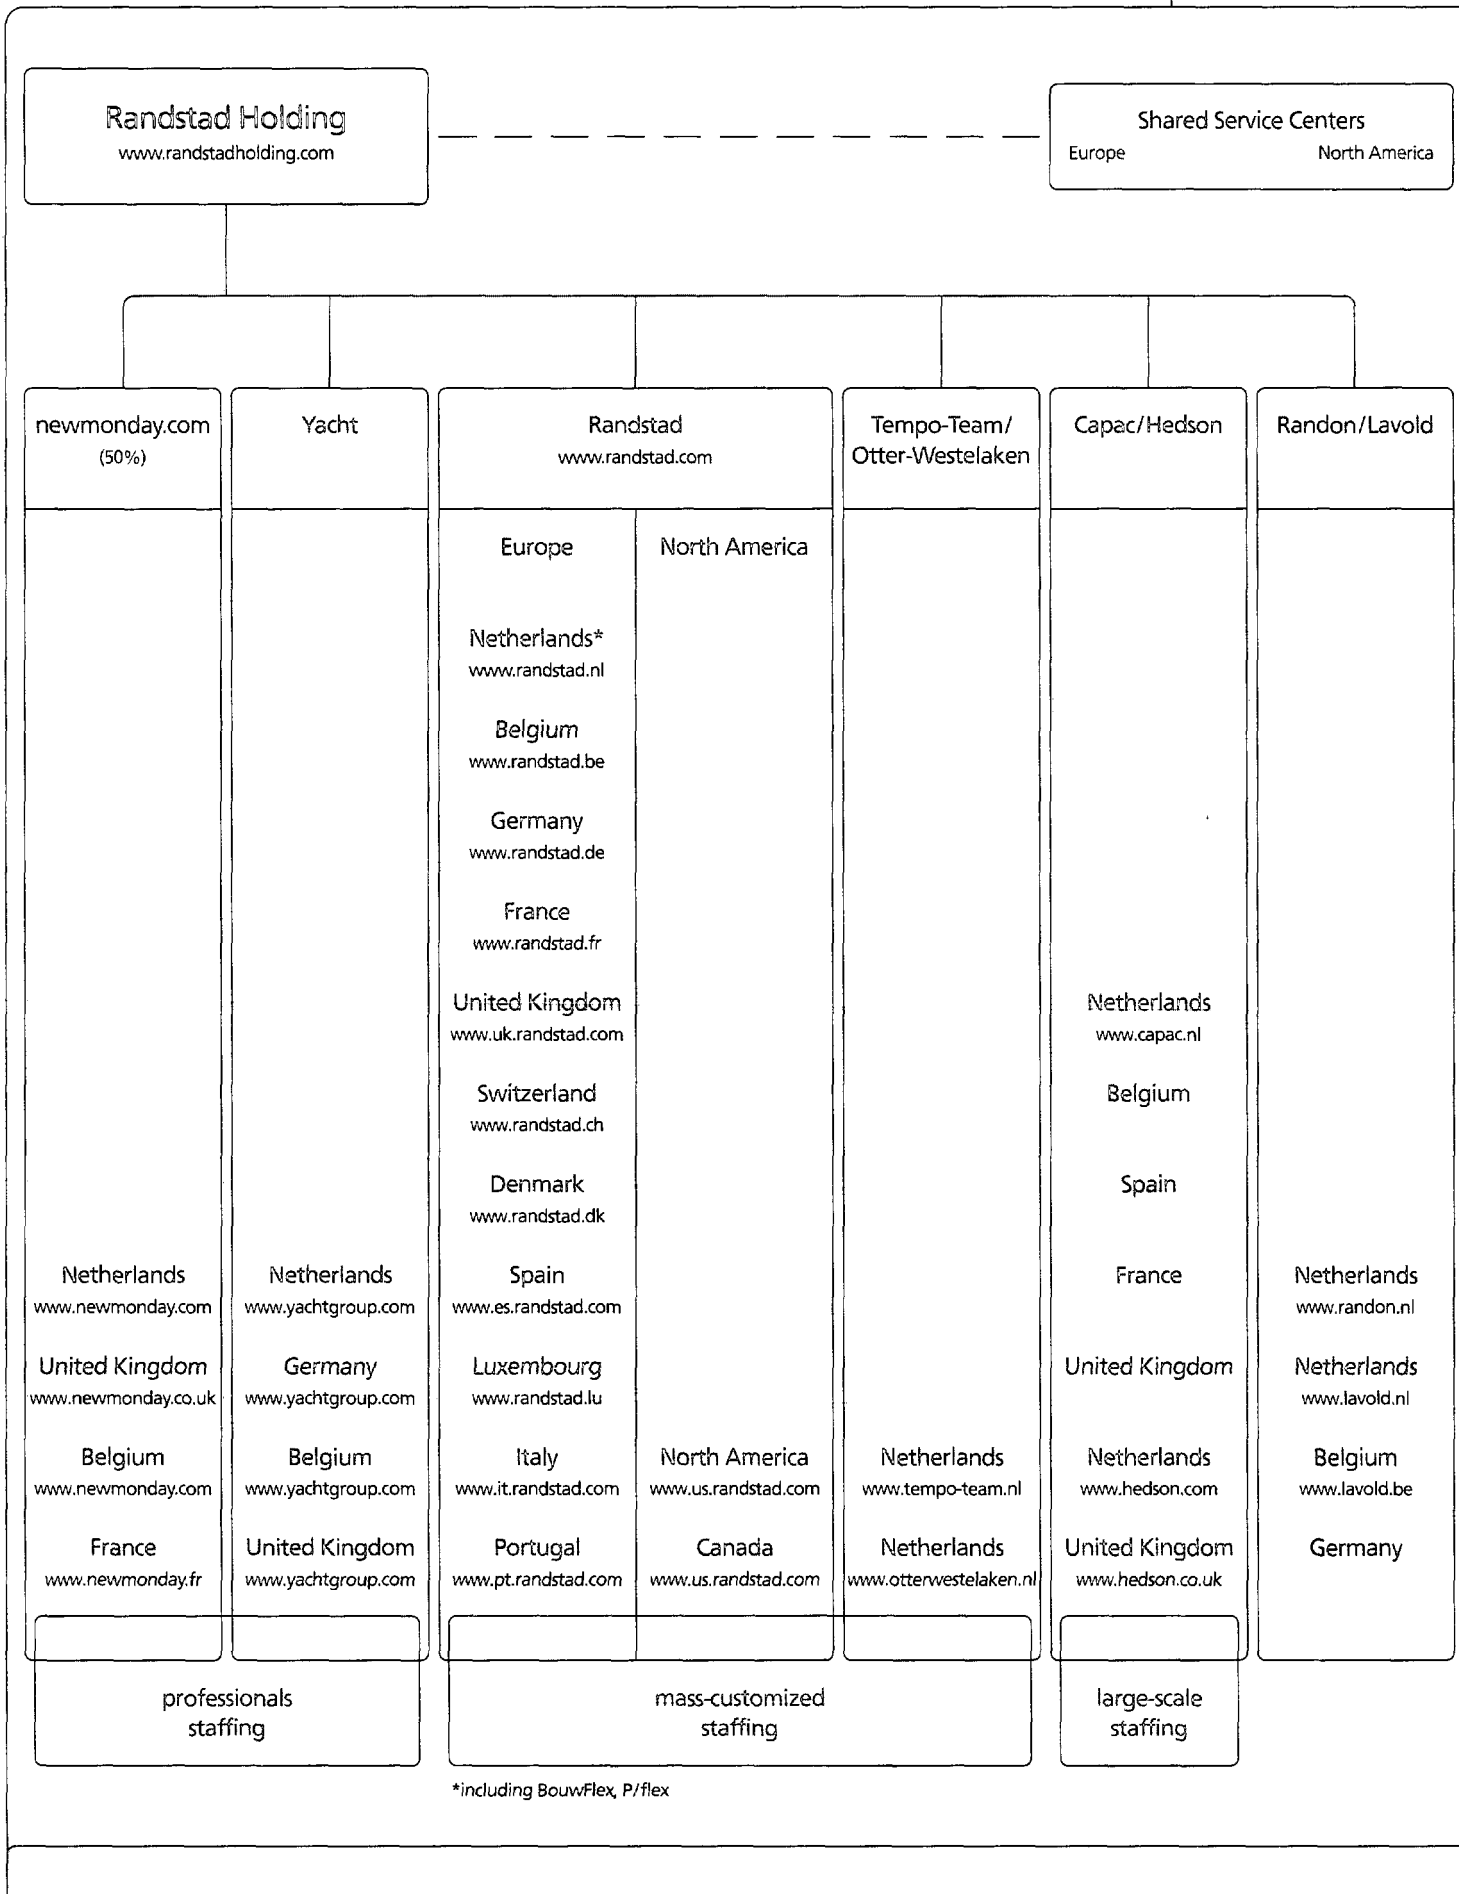 Randstad Holding
www.randstadholding.com
Shared Service Centers
Europe North America
newmonday.com
(50%)
Yacht
Randstad
www.randstad.com
Tempo-Team/
Otter-Westelaken
Capac/Hedson
Randon/Lavold
Netherlands
www.newmonday.com
United Kingdom
www.newmonday.co.uk
Belgium
www.newmonday.com
France
www.newmonday.fr
Netherlands
www.yachtgroup.com
Germany
www.yachtgroup.com
Belgium
www.yachtgroup.com
United Kingdom
www.yachtgroup.com
Europe
Netherlands*
www.randstad.nl
Belgium
www.randstad.be
Germany
www.randstad.de
France
www.randstad.fr
United Kingdom
www.uk.randstad.com
Switzerland
www.randstad.ch
Denmark
www.randstad.dk
Spain
www.es.randstad.com
Luxembourg
www.randstad.lu
Italy
www.it.randstad.com
Portugal
www.pt.randstad.com
North America
North America
www.us.randstad.com
Canada
www.us.randstad.com
Netherlands
www.tempo-team.nl
Netherlands
www.otterwestelaken.nl
Netherlands
www.capac.nl
Belgium
Spain
France
United Kingdom
Netherlands
www.hedson.com
United Kingdom
www.hedson.co.uk
Netherlands
www.randon.nl
Netherlands
www.lavold.nl
Belgium
www.lavold.be
Germany
professionals
staffing
mass-customized
staffing
large-scale
staffing
*including BouwFlex, P/flex